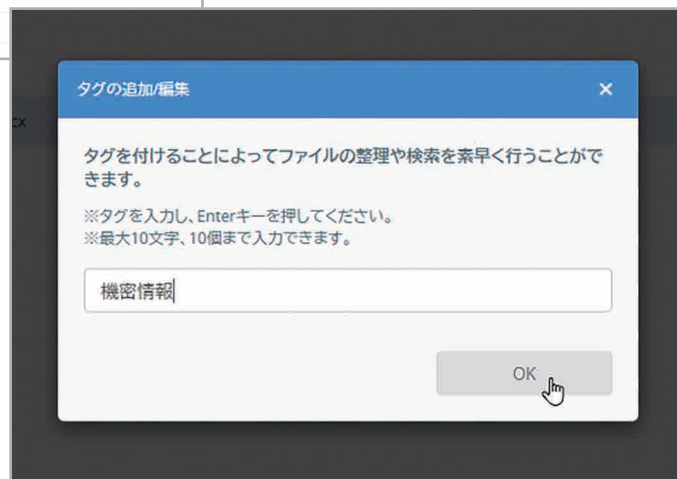 タグの追加/編集
cx
タグを付けることによってファイルの整理や検索を素早く行うことがで
きます。
※タグを入力し、Enterキーを押してください。
※最大10文字、10個まで入力できます。
機密情報
OK